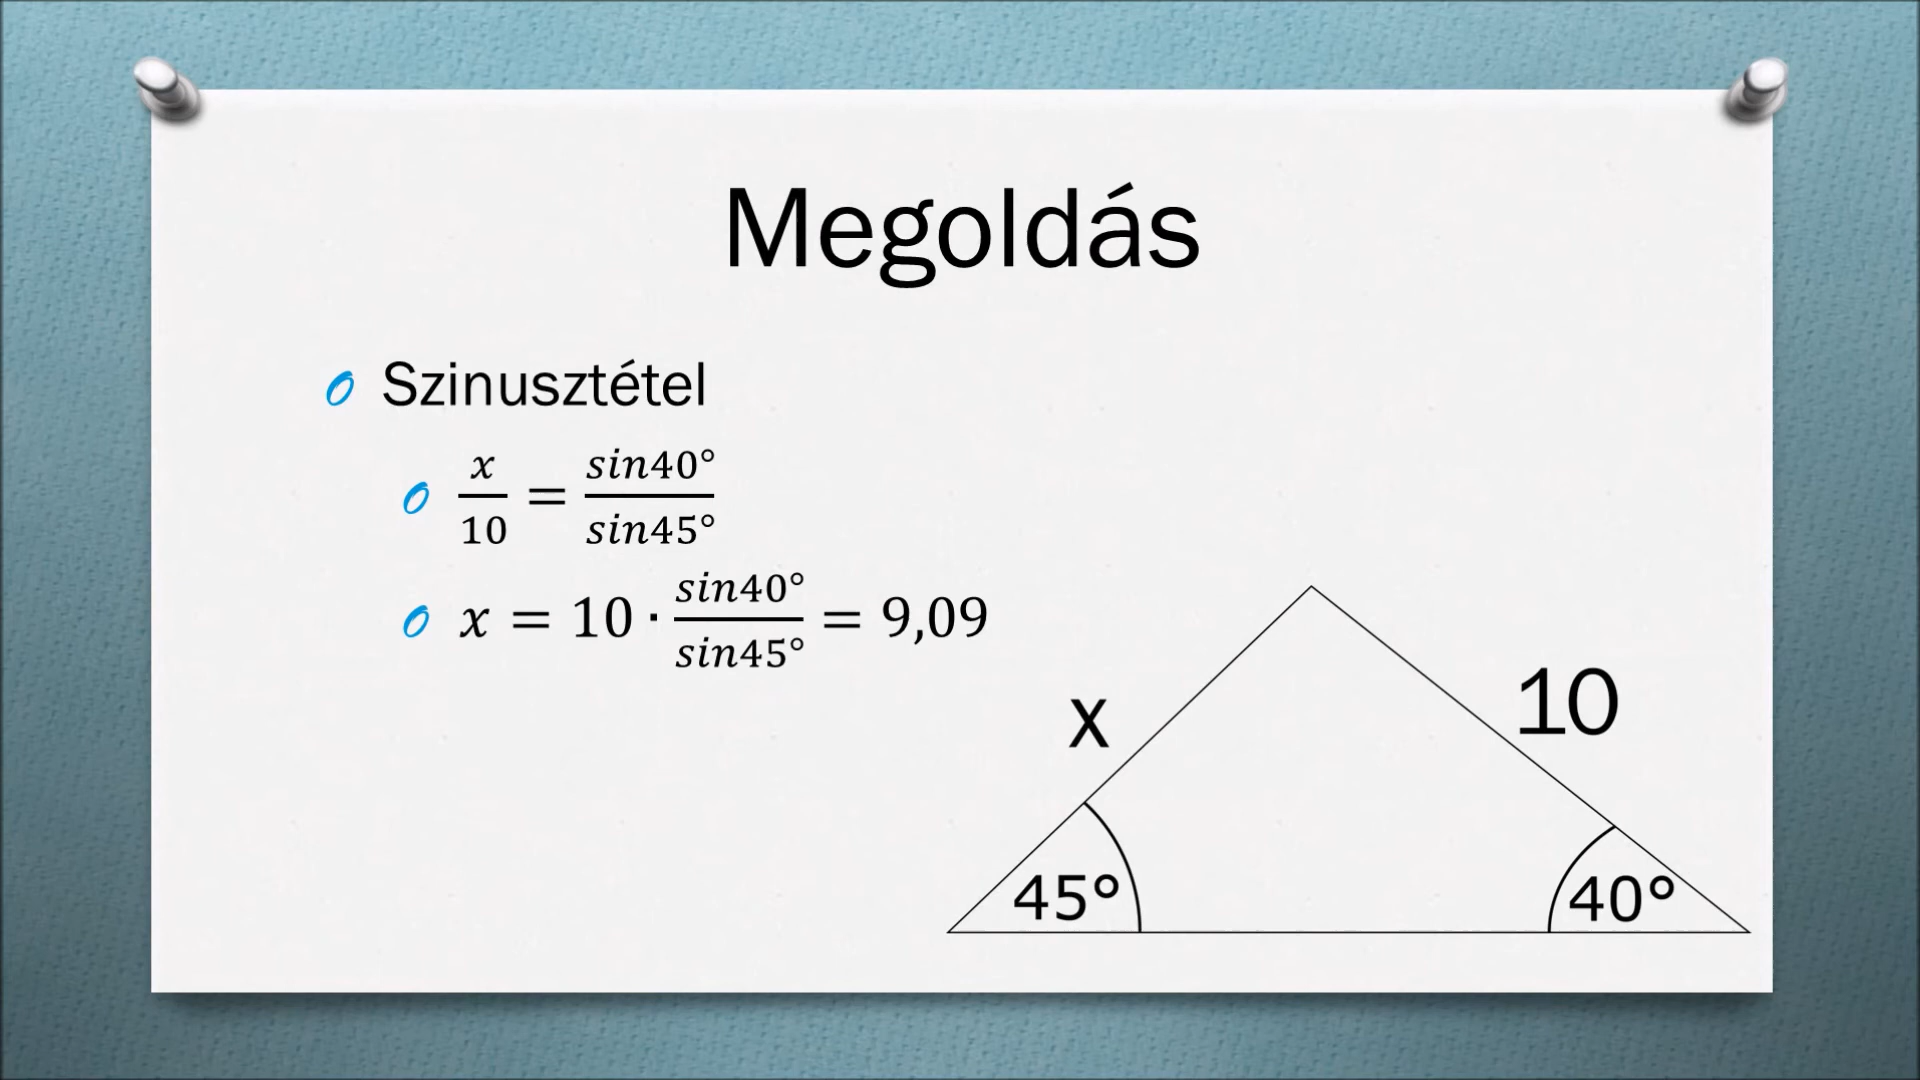 Megoldás
Szinusztétel
x/10 = sin40°/sin45°
x = 10 · sin40°/sin45° = 9,09
x
10
45°
40°